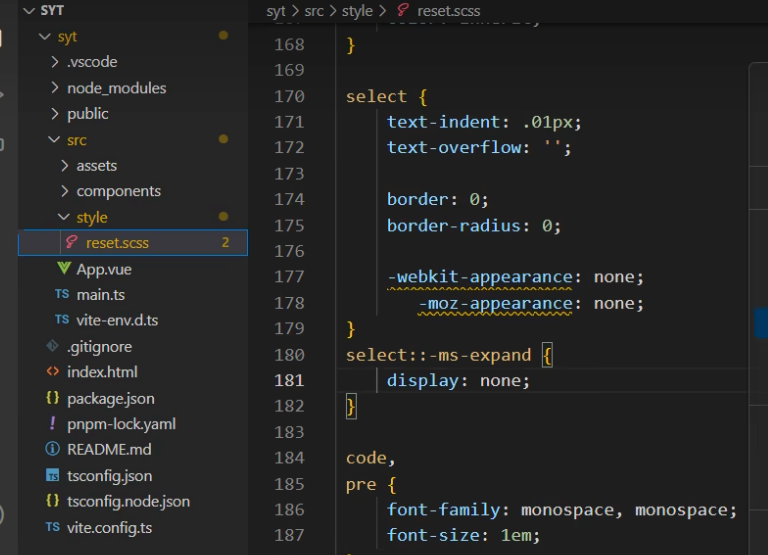 SYT
syt
.vscode
node_modules
public
src
assets
components
style
reset.scss 2
App.vue
TS main.ts
TS vite-env.d.ts
.gitignore
<> index.html
{} package.json
! pnpm-lock.yaml
README.md
TS tsconfig.json
{} tsconfig.node.json
TS vite.config.ts
syt > src > style > reset.scss
168 }
169
170 select {
171 text-indent: .01px;
172 text-overflow: '';
173
174 border: 0;
175 border-radius: 0;
176
177 -webkit-appearance: none;
178 -moz-appearance: none;
179 }
180 select::-ms-expand {
181 display: none;
182 }
183
184 code,
185 pre {
186 font-family: monospace, monospace;
187 font-size: 1em;